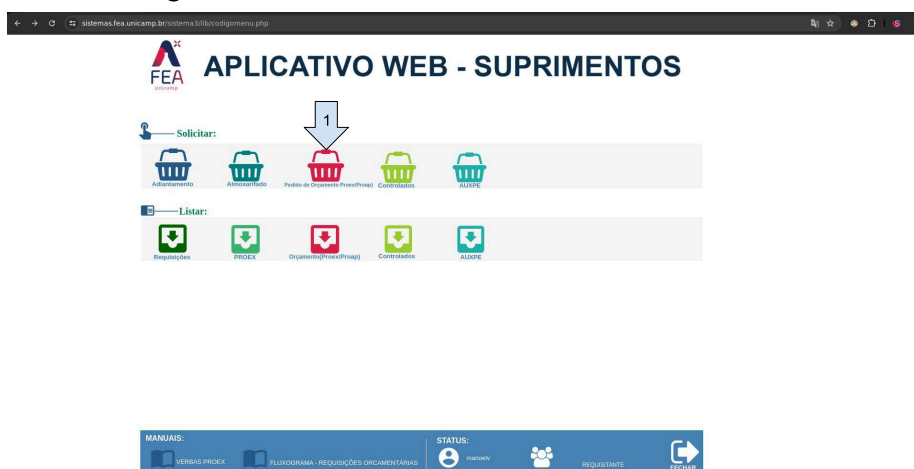 sistemas.fea.unicamp.br/sistema3/lib/codigomenu.php
FEA
Unicamp
APLICATIVO WEB - SUPRIMENTOS
1
Solicitar:
Adiantamento
Almoxarifado
Pedido de Orçamento Proex/Proap)
Controlados
AUXPE
Listar:
Requisições
PROEX
Orçamento(Proex/Proap)
Controlados
AUXPE
MANUAIS:
VERBAS PROEX
FLUXOGRAMA - REQUISIÇÕES ORCAMENTÁRIAS
STATUS:
manoelv
REQUISITANTE
FECHAR